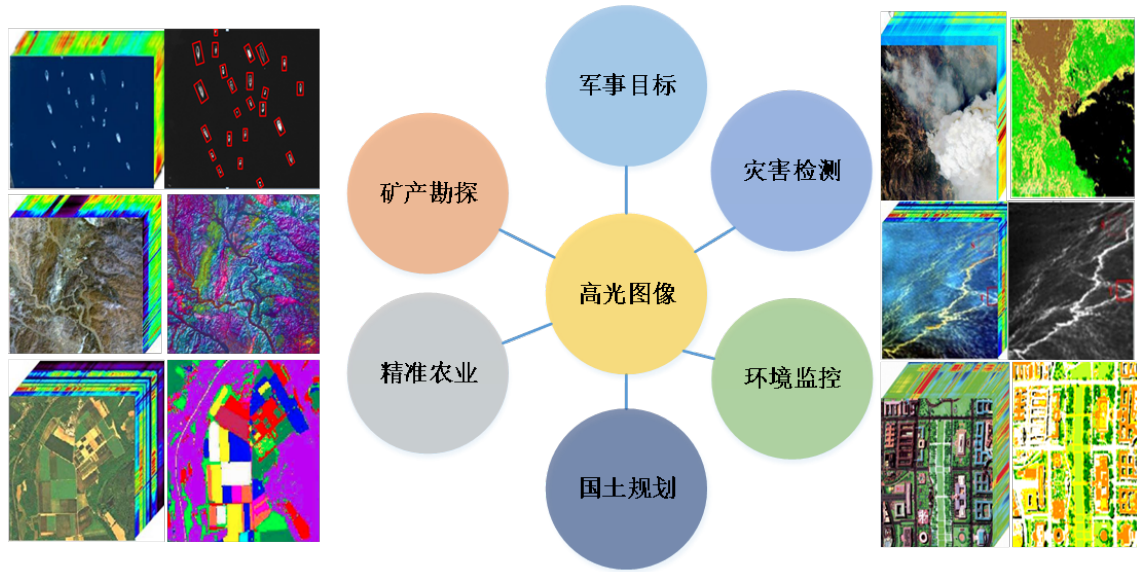 军事目标
灾害检测
矿产勘探
高光图像
精准农业
环境监控
国土规划